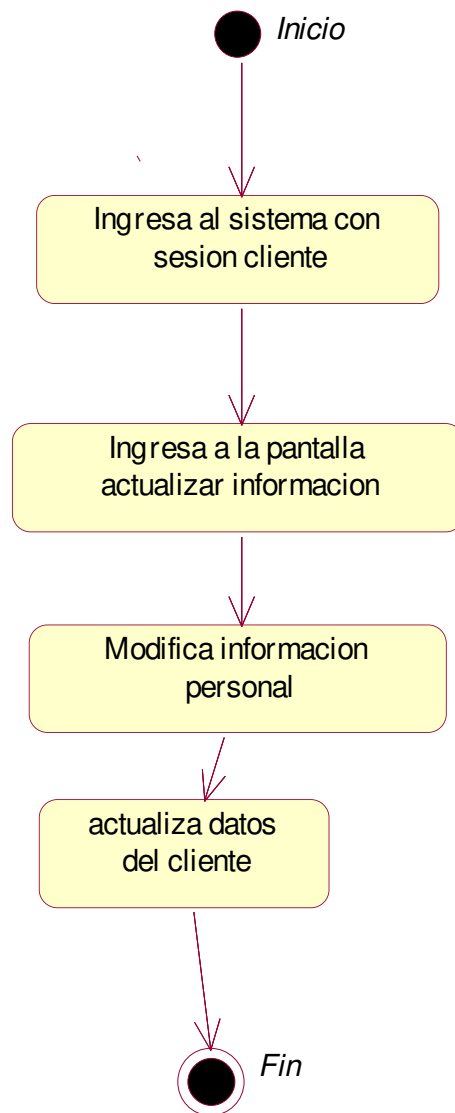 Inicio
Ingresa al sistema con
sesion cliente
Ingresa a la pantalla
actualizar informacion
Modifica informacion
personal
actualiza datos
del cliente
Fin